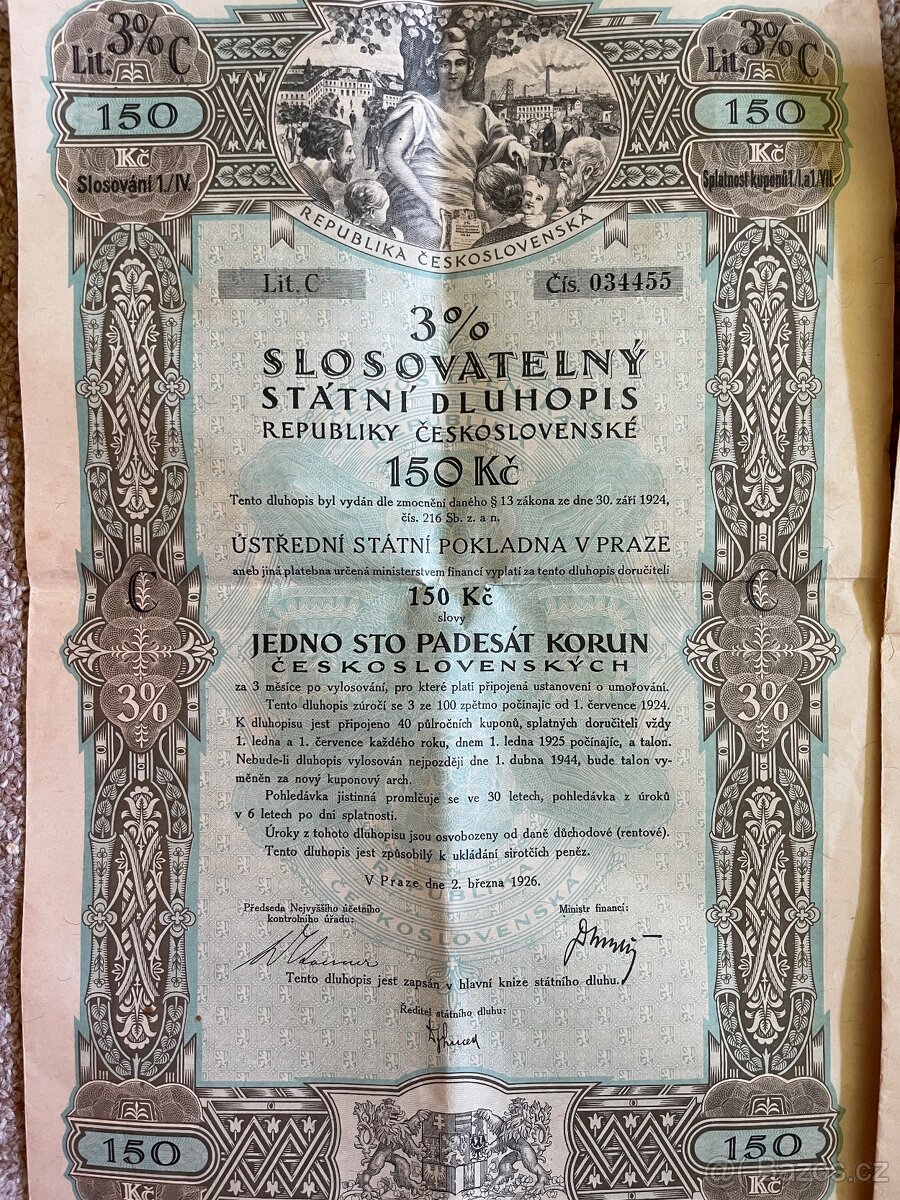 3%
Lit. C
150
Kč
Slosování 1./IV.
3%
Lit. C
150
Kč
Splatnost kuponů 1./I. a 1./VII.
REPUBLIKA ČESKOSLOVENSKÁ
Lit. C
Čís. 034455
3%
SLOSOVATELNÝ
STÁTNÍ DLUHOPIS
REPUBLIKY ČESKOSLOVENSKÉ
150 Kč
Tento dluhopis byl vydán dle zmocnění daného § 13 zákona ze dne 30. září 1924,
čís. 216 Sb. z. a n.
ÚSTŘEDNÍ STÁTNÍ POKLADNA V PRAZE
aneb jiná platebna určená ministerstvem financí vyplatí za tento dluhopis doručiteli
150 Kč
slovy
JEDNO STO PADESÁT KORUN
ČESKOSLOVENSKÝCH
za 3 měsíce po vylosování, pro které platí připojená ustanovení o umořování.
Tento dluhopis zúročí se 3 ze 100 zpětmo počínajíc od 1. července 1924.
K dluhopisu jest připojeno 40 půlročních kuponů, splatných doručiteli vždy
1. ledna a 1. července každého roku, dnem 1. ledna 1925 počínajíc, a talon.
Nebude-li dluhopis vylosován nejpozději dne 1. dubna 1944, bude talon vy-
měněn za nový kuponový arch.
Pohledávka jistinná promlčuje se ve 30 letech, pohledávka z úroků
v 6 letech po dni splatnosti.
Úroky z tohoto dluhopisu jsou osvobozeny od daně důchodové (rentové).
Tento dluhopis jest způsobilý k ukládání sirotčích peněz.
V Praze dne 2. března 1926.
Předseda Nejvyššího účetního
kontrolního úřadu:
Ministr financí:
Tento dluhopis jest zapsán v hlavní knize státního dluhu.
Ředitel státního dluhu:
C
3%
C
3%
REPUBLIKA
ČESKOSLOVENSKÁ
150
Kč
150
Kč
Bazos.cz